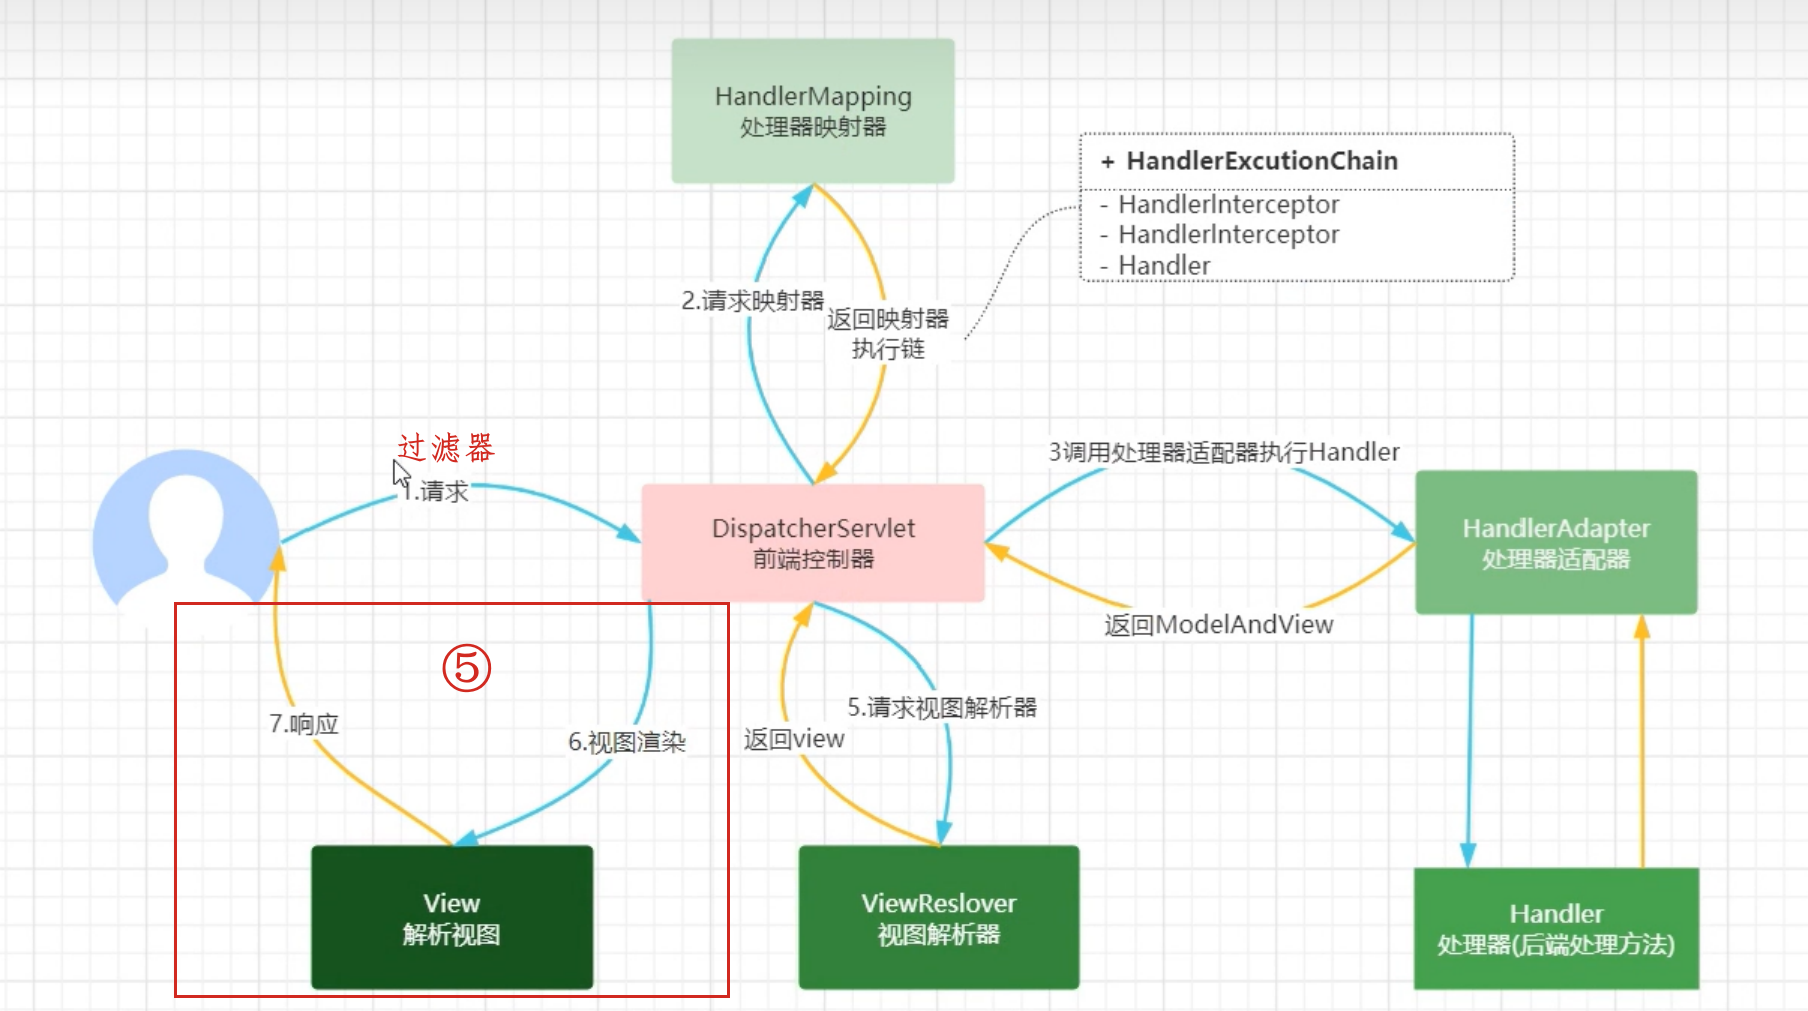 HandlerMapping
处理器映射器
+ HandlerExcutionChain
- HandlerInterceptor
- HandlerInterceptor
- Handler
2.请求映射器
返回映射器
执行链
过滤器
1.请求
3调用处理器适配器执行Handler
DispatcherServlet
前端控制器
HandlerAdapter
处理器适配器
返回ModelAndView
⑤
7.响应
6.视图渲染
返回view
5.请求视图解析器
View
解析视图
ViewReslover
视图解析器
Handler
处理器(后端处理方法)